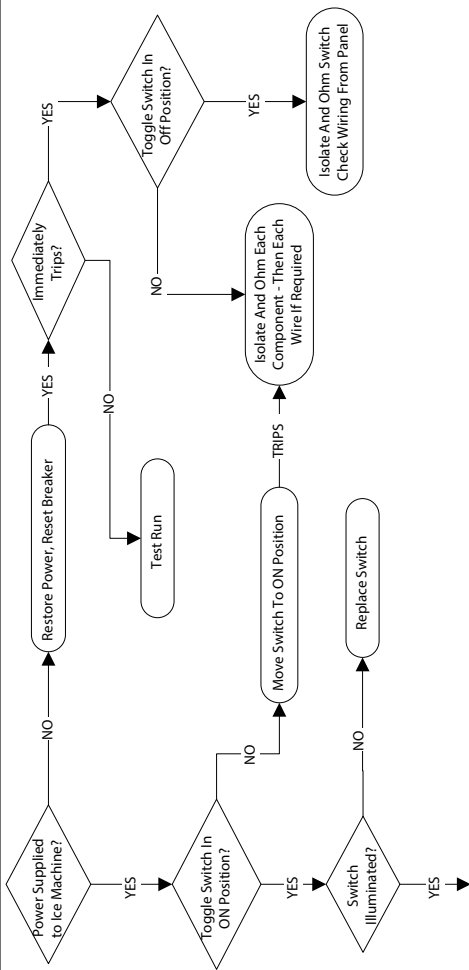 Power Supplied
to Ice Machine?
NO
Restore Power, Reset Breaker
YES
Immediately
Trips?
YES
Toggle Switch In
Off Position?
YES
Isolate And Ohm Switch
Check Wiring From Panel
NO
Isolate And Ohm Each
Component - Then Each
Wire If Required
NO
Test Run
YES
Toggle Switch In
ON Position?
NO
Move Switch To ON Position
TRIPS
YES
Switch
Illuminated?
NO
Replace Switch
YES